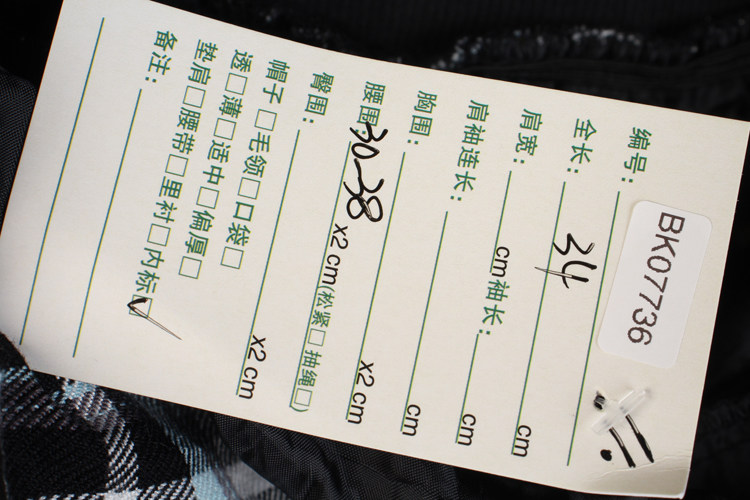 编号: BK07736
全长: 34 cm
肩宽: cm 袖长: cm
肩袖连长: cm
胸围: x2 cm
腰围: 30-38 x2 cm(松紧□ 抽绳□)
臀围: x2 cm
帽子□毛领□口袋□
透□薄□适中□偏厚□
垫肩□腰带□里衬□内标□✓
备注: